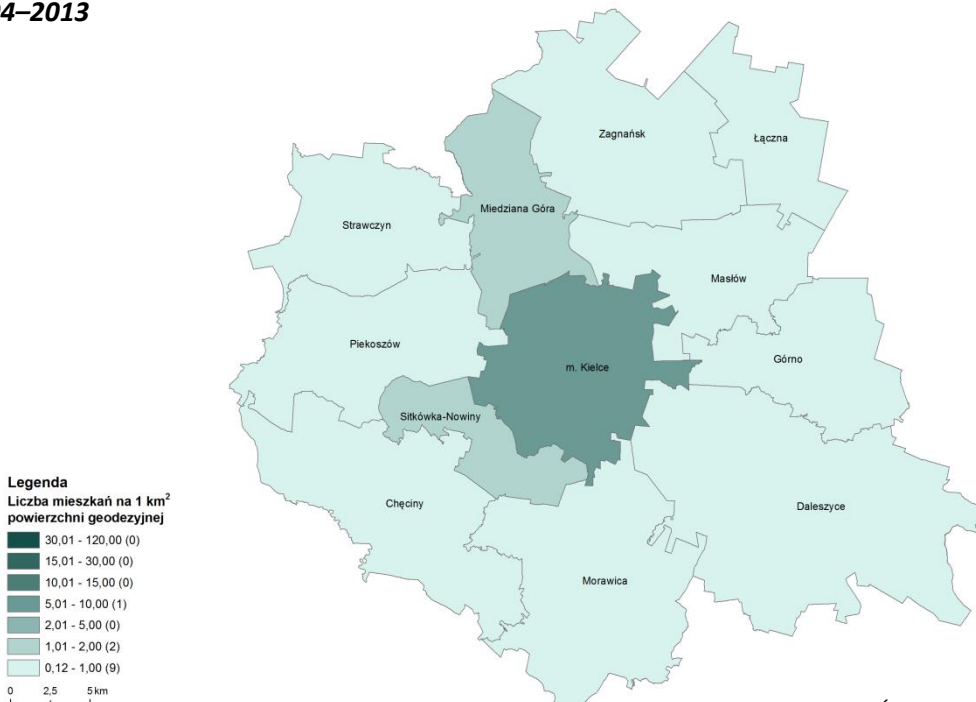 04–2013
Zagnańsk
Łączna
Miedziana Góra
Strawczyn
Masłów
Piekoszów
Górno
m. Kielce
Sitkówka-Nowiny
Chęciny
Daleszyce
Morawica
Legenda
Liczba mieszkań na 1 km²
powierzchni geodezyjnej
30,01 - 120,00 (0)
15,01 - 30,00 (0)
10,01 - 15,00 (0)
5,01 - 10,00 (1)
2,01 - 5,00 (0)
1,01 - 2,00 (2)
0,12 - 1,00 (9)
0 2,5 5 km